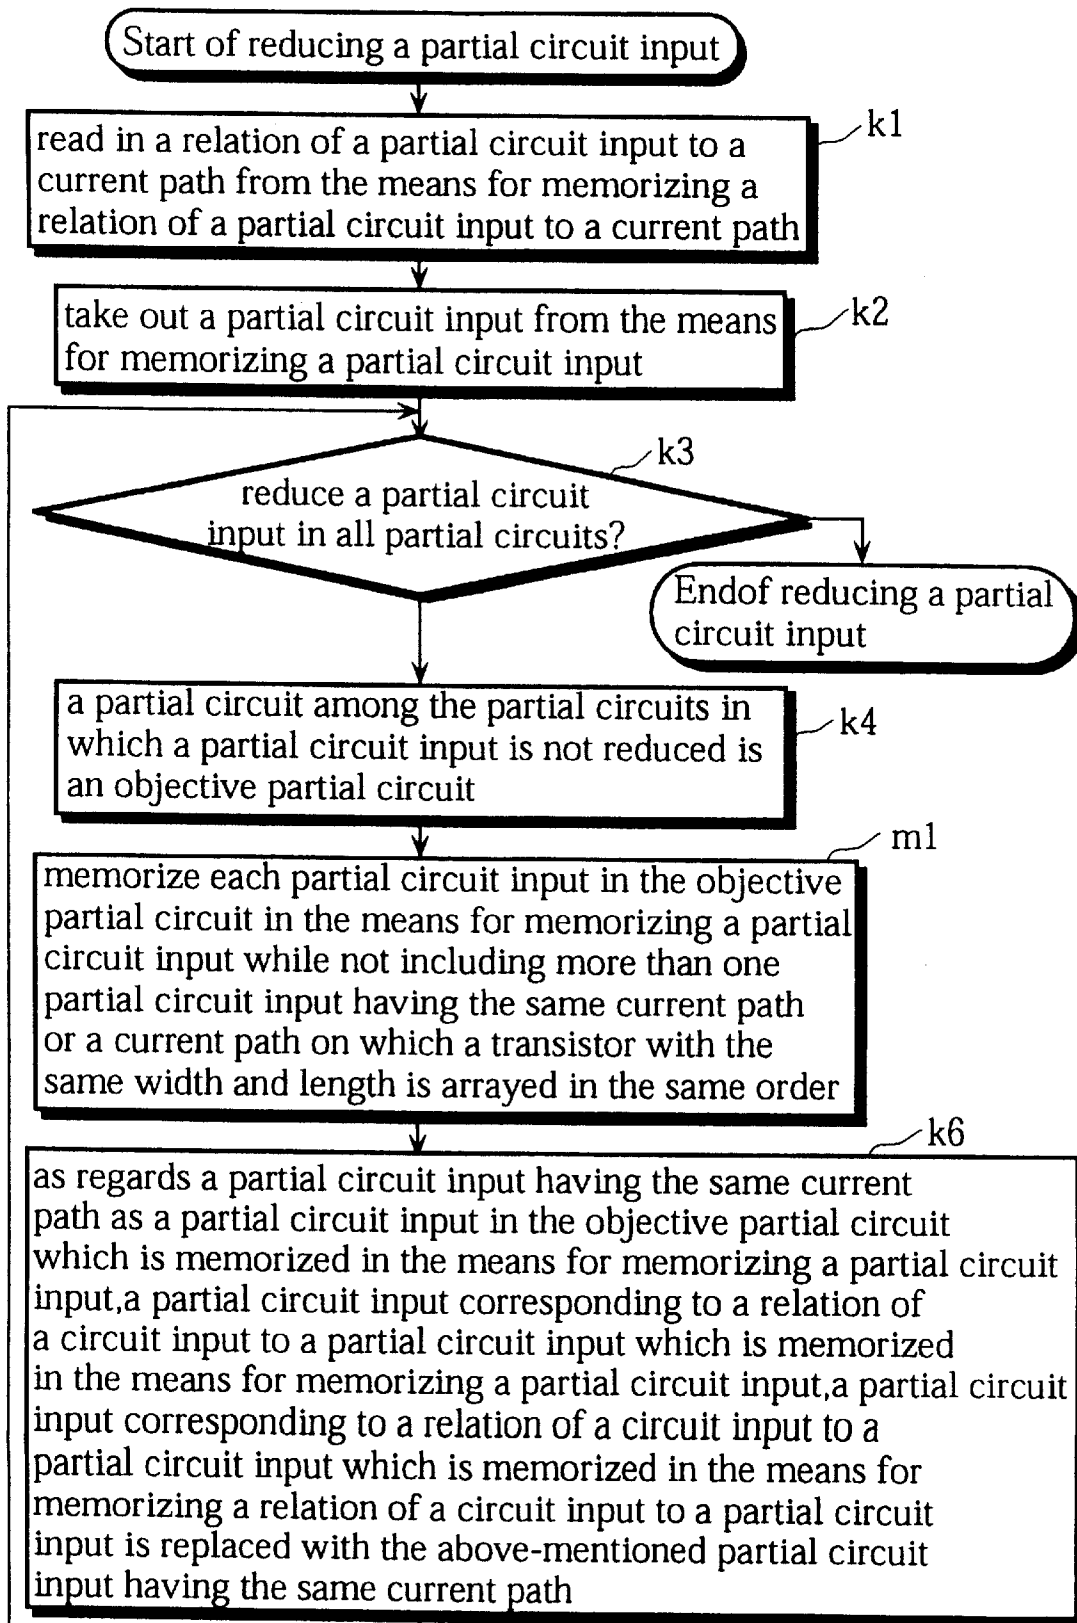 Start of reducing a partial circuit input
k1
read in a relation of a partial circuit input to a
current path from the means for memorizing a
relation of a partial circuit input to a current path
k2
take out a partial circuit input from the means
for memorizing a partial circuit input
k3
reduce a partial circuit
input in all partial circuits?
Endof reducing a partial
circuit input
a partial circuit among the partial circuits in
which a partial circuit input is not reduced is
an objective partial circuit
k4
m1
memorize each partial circuit input in the objective
partial circuit in the means for memorizing a partial
circuit input while not including more than one
partial circuit input having the same current path
or a current path on which a transistor with the
same width and length is arrayed in the same order
k6
as regards a partial circuit input having the same current
path as a partial circuit input in the objective partial circuit
which is memorized in the means for memorizing a partial circuit
input,a partial circuit input corresponding to a relation of
a circuit input to a partial circuit input which is memorized
in the means for memorizing a partial circuit input,a partial circuit
input corresponding to a relation of a circuit input to a
partial circuit input which is memorized in the means for
memorizing a relation of a circuit input to a partial circuit
input is replaced with the above-mentioned partial circuit
input having the same current path